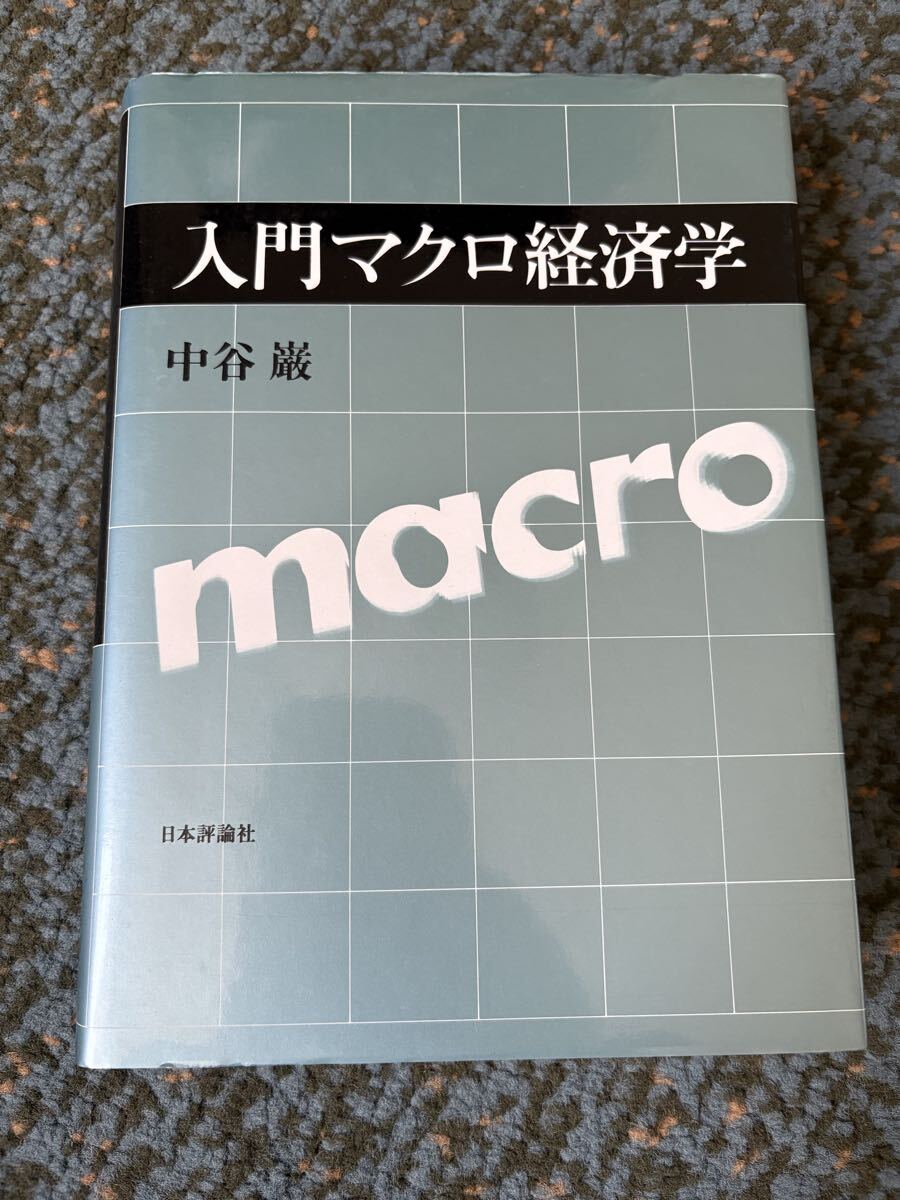 入門マクロ経済学
中谷 巌
macro
日本評論社